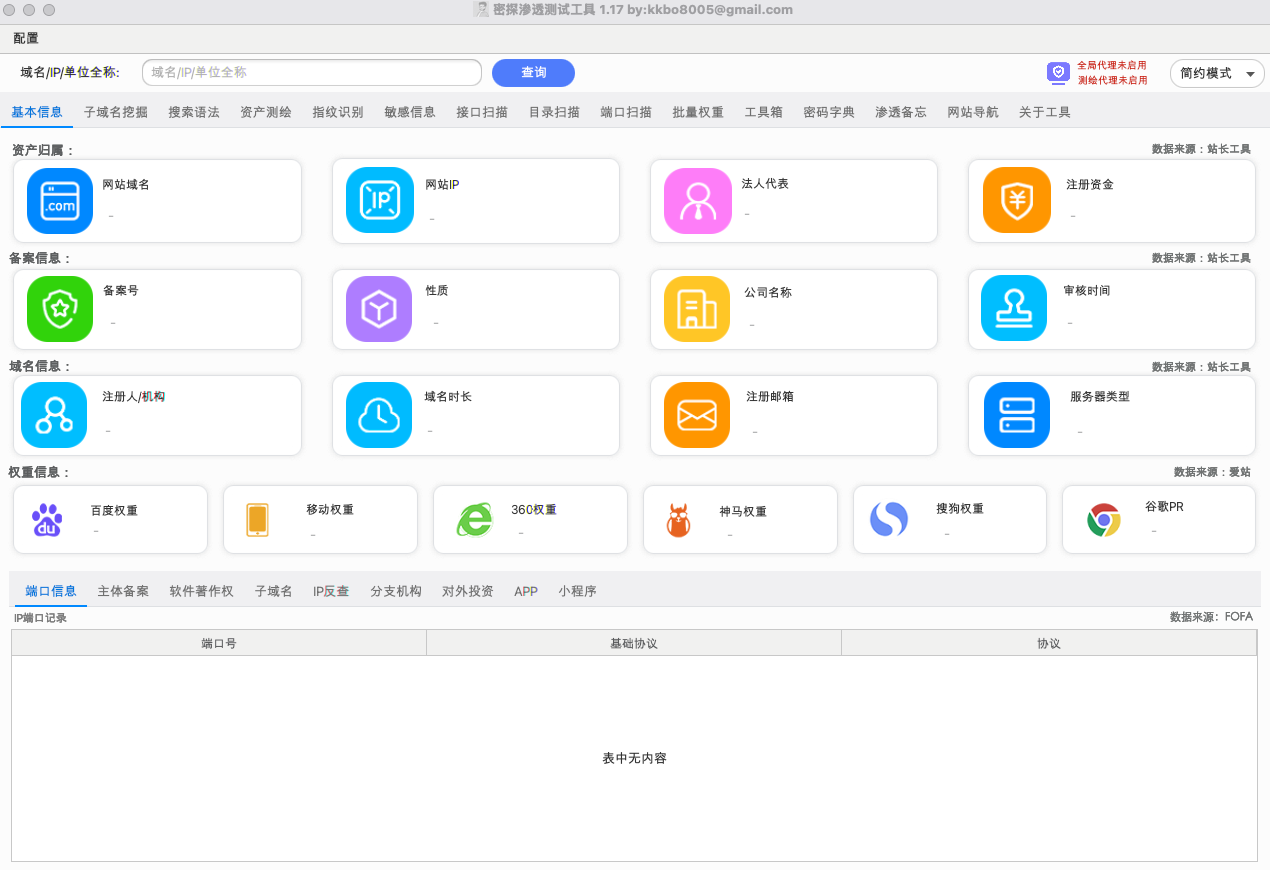 密探渗透测试工具 1.17 by:kkbo8005@gmail.com
配置
域名/IP/单位全称: 域名/IP/单位全称 查询 全局代理未启用 简约模式
测绘代理未启用
基本信息 子域名挖掘 搜索语法 资产测绘 指纹识别 敏感信息 接口扫描 目录扫描 端口扫描 批量权重 工具箱 密码字典 渗透备忘 网站导航 关于工具
资产归属： 数据来源：站长工具
.com 网站域名 IP 网站IP 法人代表 注册资金
- - - -
备案信息： 数据来源：站长工具
备案号 性质 公司名称 审核时间
- - - -
域名信息： 数据来源：站长工具
注册人/机构 域名时长 注册邮箱 服务器类型
- - - -
权重信息： 数据来源：爱站
du 百度权重 移动权重 360权重 神马权重 搜狗权重 谷歌PR
- - - - - -
端口信息 主体备案 软件著作权 子域名 IP反查 分支机构 对外投资 APP 小程序
IP端口记录 数据来源：FOFA
端口号 基础协议 协议
表中无内容